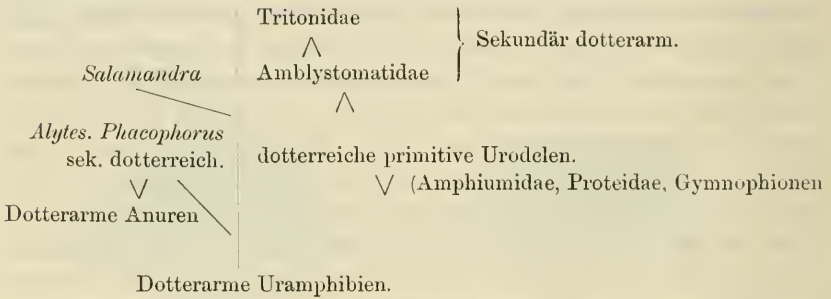 Tritonidae
Sekundär dotterarm.
Salamandra
Amblystomatidae
Alytes. Phacophorus
sek. dotterreich.
dotterreiche primitive Urodelen.
(Amphiumidae, Proteidae, Gymnophionen
Dotterarme Anuren
Dotterarme Uramphibien.